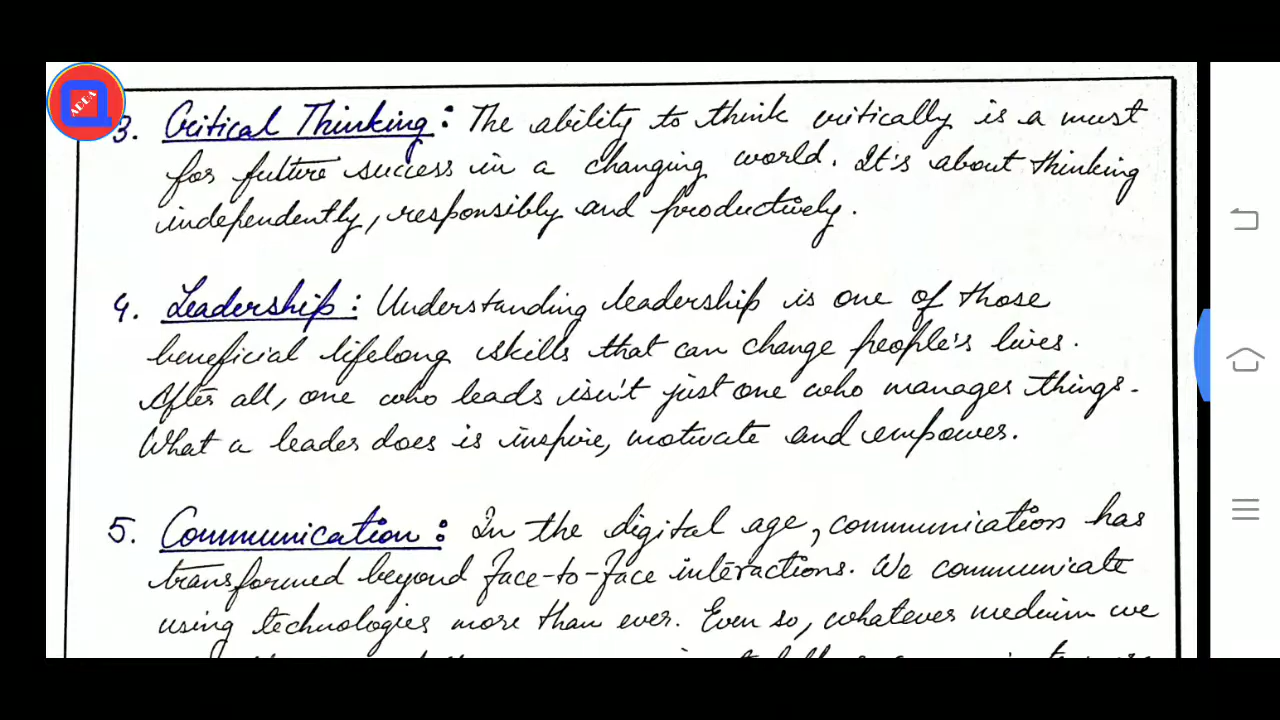 ADDA
3. Critical Thinking: The ability to think critically is a must
for future success in a changing world. It's about thinking
independently, responsibly and productively.
4. Leadership: Understanding leadership is one of those
beneficial lifelong skills that can change people's lives.
After all, one who leads isn't just one who manages things.
What a leader does is inspire, motivate and empower.
5. Communication: In the digital age, communication has
transformed beyond face-to-face interactions. We communicate
using technologies more than ever. Even so, whatever medium we